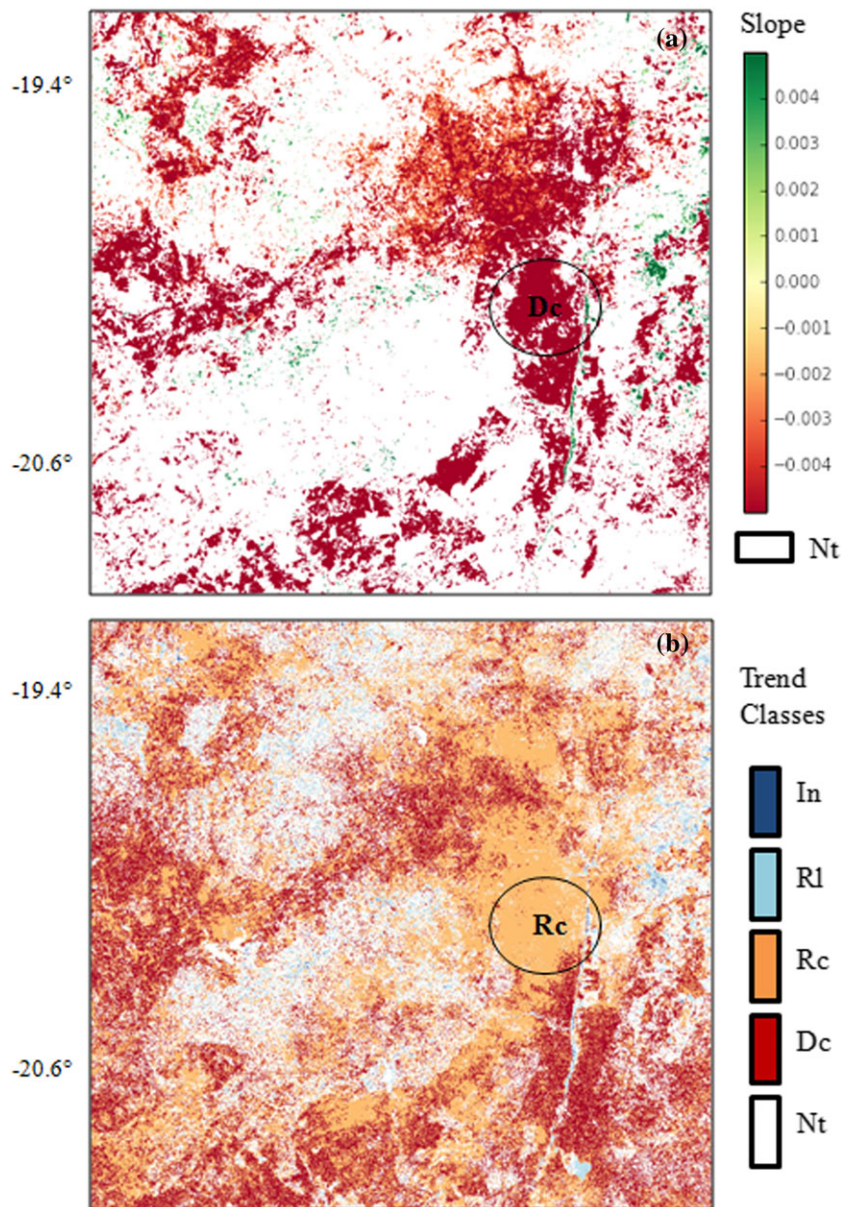 Slope
(a)
-19.4°
-20.6°
Dc
0.004
0.003
0.002
0.001
0.000
−0.001
−0.002
−0.003
−0.004
Nt
(b)
-19.4°
-20.6°
Rc
Trend
Classes
In
Rl
Rc
Dc
Nt